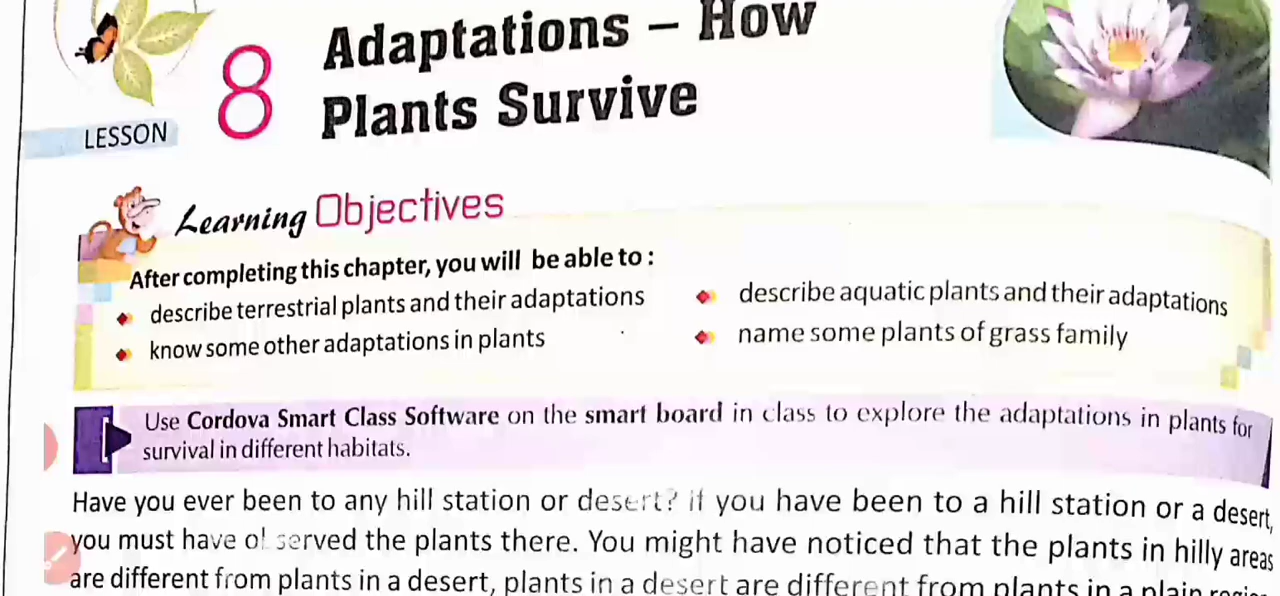 LESSON 8
Adaptations – How
Plants Survive
Learning Objectives
After completing this chapter, you will be able to :
describe terrestrial plants and their adaptations
know some other adaptations in plants
describe aquatic plants and their adaptations
name some plants of grass family
Use Cordova Smart Class Software on the smart board in class to explore the adaptations in plants for
survival in different habitats.
Have you ever been to any hill station or desert? If you have been to a hill station or a desert,
you must have observed the plants there. You might have noticed that the plants in hilly areas
are different from plants in a desert, plants in a desert are different from plants in a plain